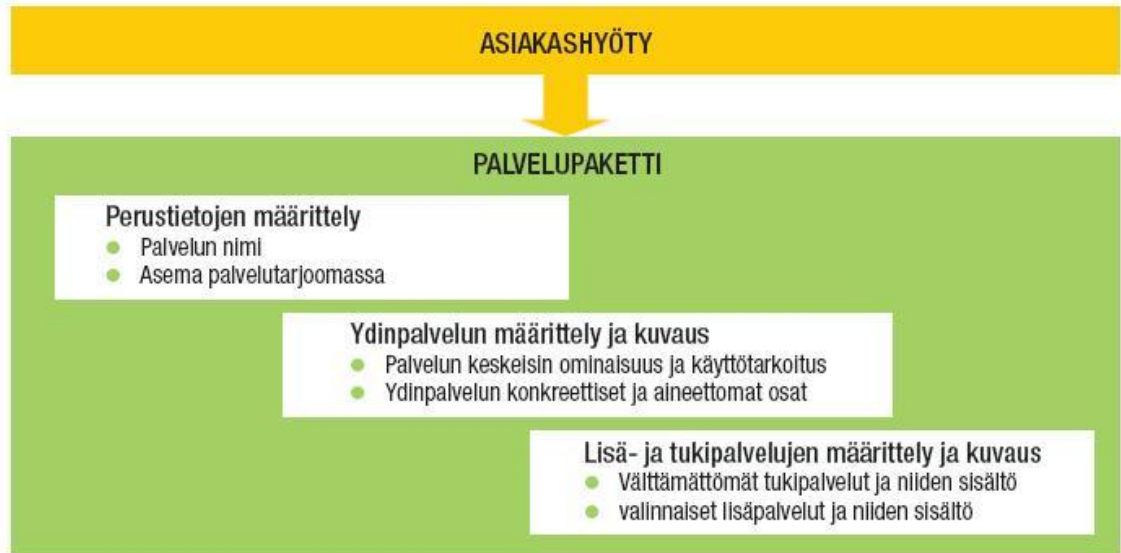 ASIAKASHYÖTY
PALVELUPAKETTI
Perustietojen määrittely
Palvelun nimi
Asema palvelutarjoomassa
Ydinpalvelun määrittely ja kuvaus
Palvelun keskeisin ominaisuus ja käyttötarkoitus
Ydinpalvelun konkreettiset ja aineettomat osat
Lisä- ja tukipalvelujen määrittely ja kuvaus
Välttämättömät tukipalvelut ja niiden sisältö
valinnaiset lisäpalvelut ja niiden sisältö